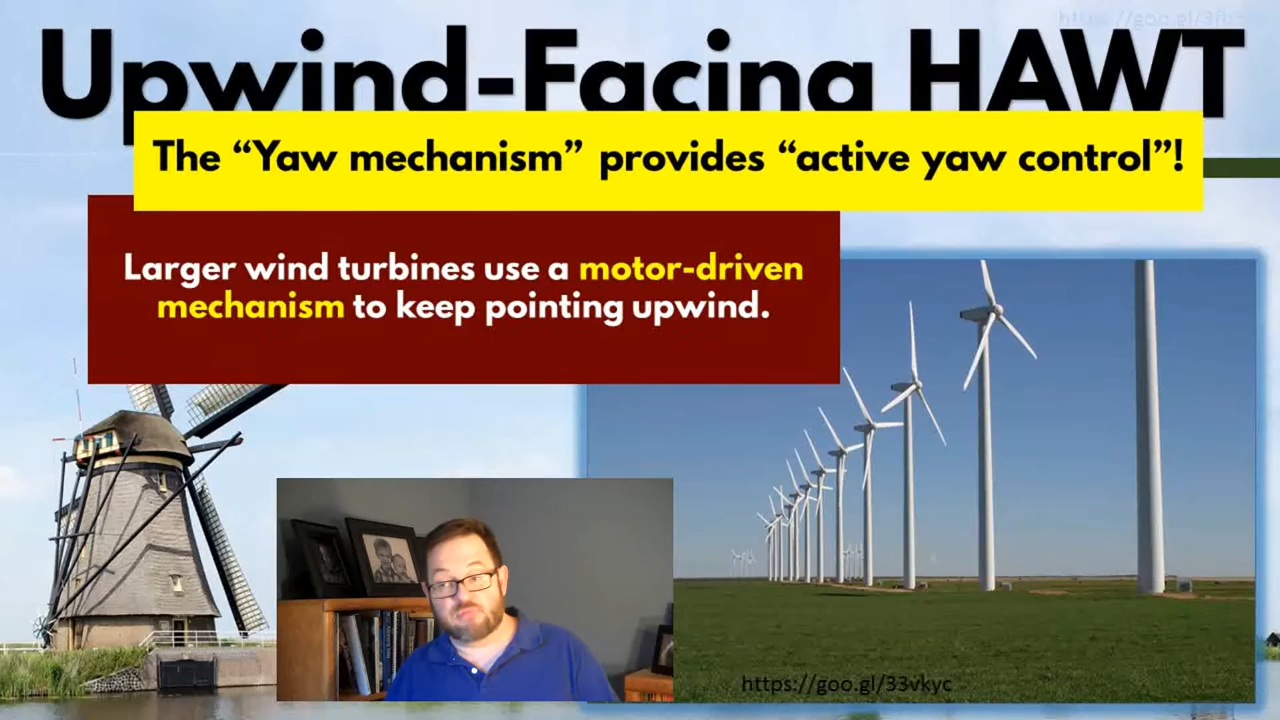 Upwind-Facing HAWT
The “Yaw mechanism” provides “active yaw control”!
Larger wind turbines use a motor-driven
mechanism to keep pointing upwind.
https://goo.gl/33vkyc